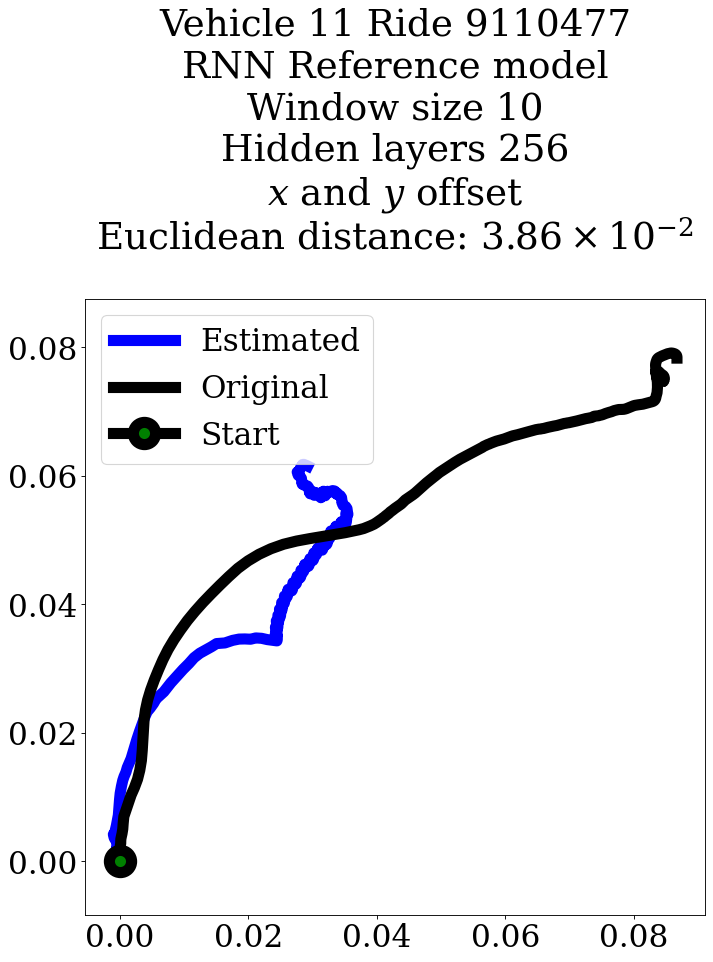 Vehicle 11 Ride 9110477
RNN Reference model
Window size 10
Hidden layers 256
x and y offset
Euclidean distance: 3.86 × 10⁻²
Estimated
Original
Start
0.08
0.06
0.04
0.02
0.00
0.00 0.02 0.04 0.06 0.08